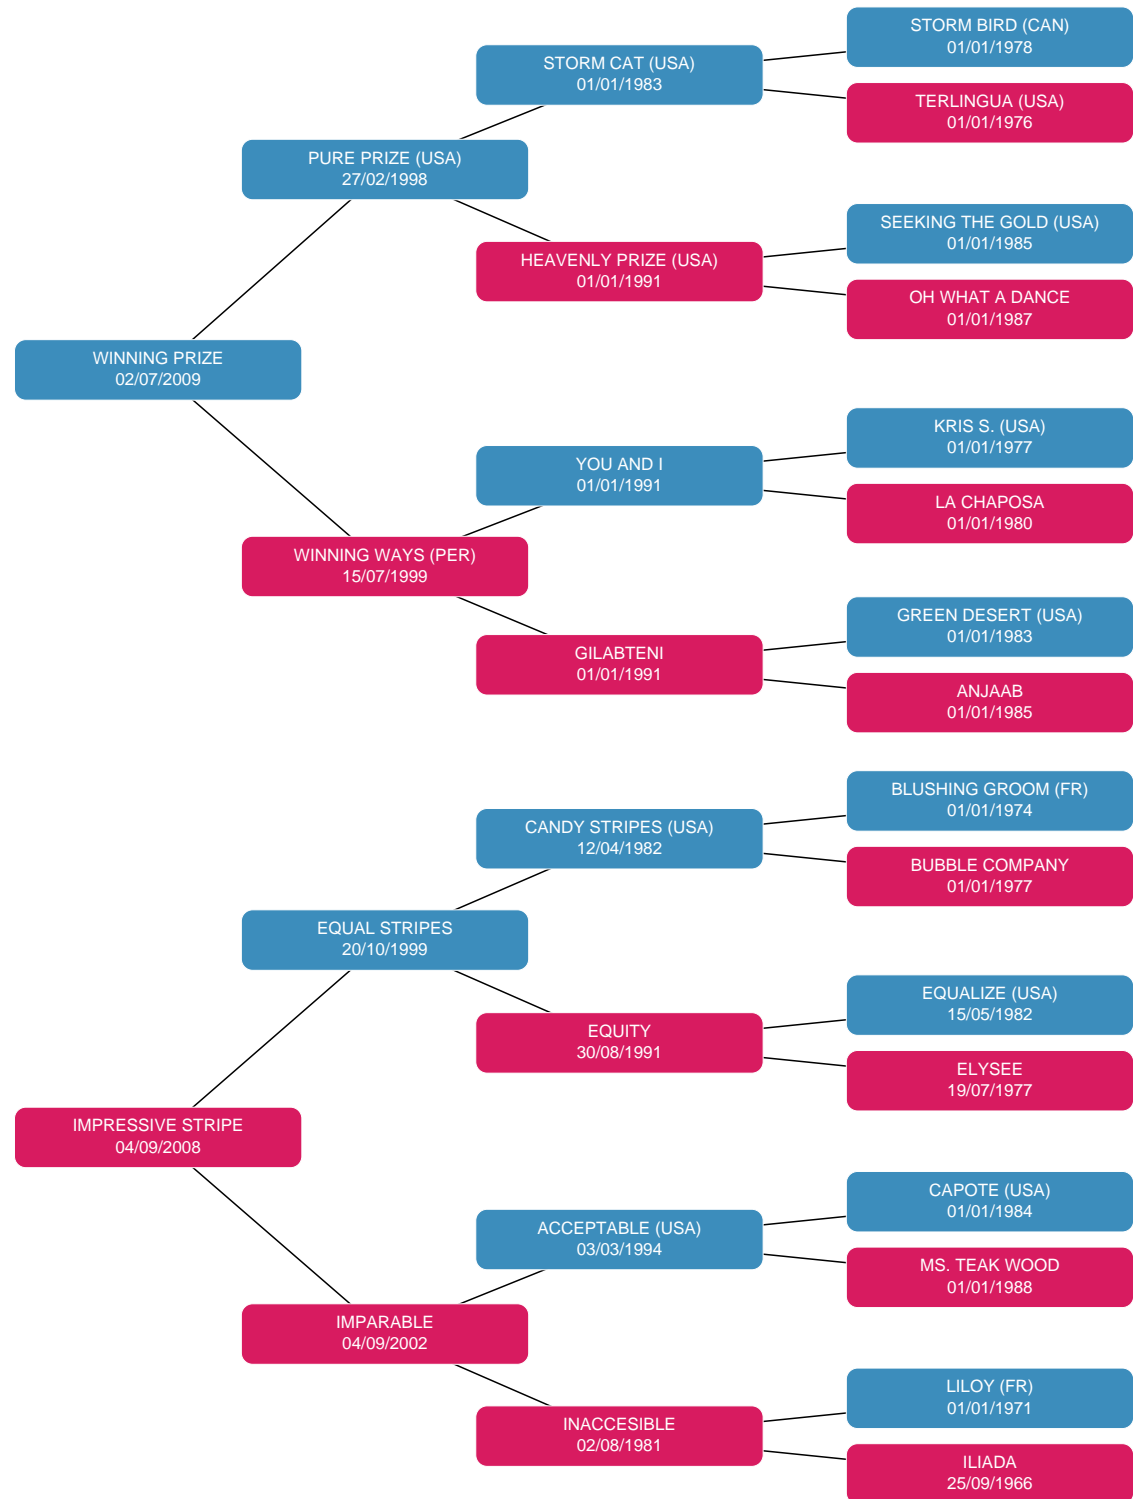 STORM BIRD (CAN)
01/01/1978
STORM CAT (USA)
01/01/1983
TERLINGUA (USA)
01/01/1976
PURE PRIZE (USA)
27/02/1998
SEEKING THE GOLD (USA)
01/01/1985
HEAVENLY PRIZE (USA)
01/01/1991
OH WHAT A DANCE
01/01/1987
WINNING PRIZE
02/07/2009
KRIS S. (USA)
01/01/1977
YOU AND I
01/01/1991
LA CHAPOSA
01/01/1980
WINNING WAYS (PER)
15/07/1999
GREEN DESERT (USA)
01/01/1983
GILABTENI
01/01/1991
ANJAAB
01/01/1985
BLUSHING GROOM (FR)
01/01/1974
CANDY STRIPES (USA)
12/04/1982
BUBBLE COMPANY
01/01/1977
EQUAL STRIPES
20/10/1999
EQUALIZE (USA)
15/05/1982
EQUITY
30/08/1991
ELYSEE
19/07/1977
IMPRESSIVE STRIPE
04/09/2008
CAPOTE (USA)
01/01/1984
ACCEPTABLE (USA)
03/03/1994
MS. TEAK WOOD
01/01/1988
IMPARABLE
04/09/2002
LILOY (FR)
01/01/1971
INACCESIBLE
02/08/1981
ILIADA
25/09/1966